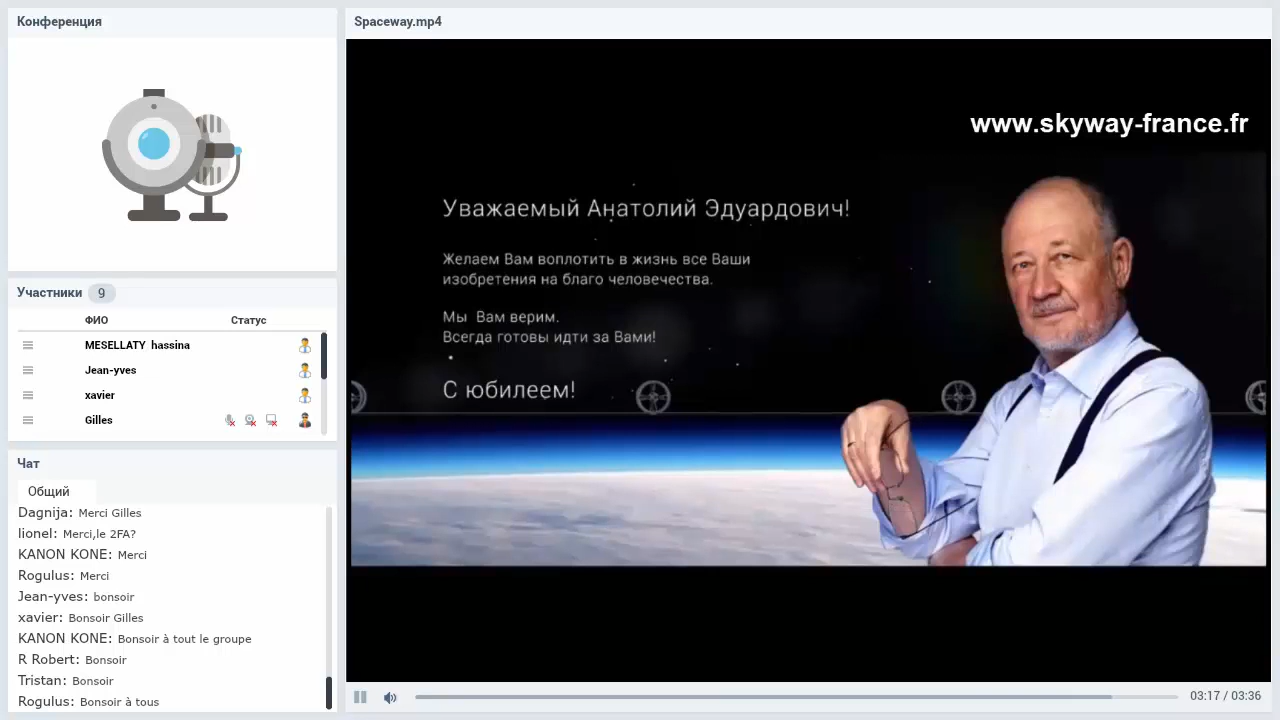 Конференция
Участники 9
ФИО Статус
MESELLATY hassina
Jean-yves
xavier
Gilles
Чат
Общий
Dagnija: Merci Gilles
lionel: Merci,le 2FA?
KANON KONE: Merci
Rogulus: Merci
Jean-yves: bonsoir
xavier: Bonsoir Gilles
KANON KONE: Bonsoir à tout le groupe
R Robert: Bonsoir
Tristan: Bonsoir
Rogulus: Bonsoir à tous
Spaceway.mp4
www.skyway-france.fr
Уважаемый Анатолий Эдуардович!
Желаем Вам воплотить в жизнь все Ваши
изобретения на благо человечества.
Мы Вам верим.
Всегда готовы идти за Вами!
С юбилеем!
03:17 / 03:36